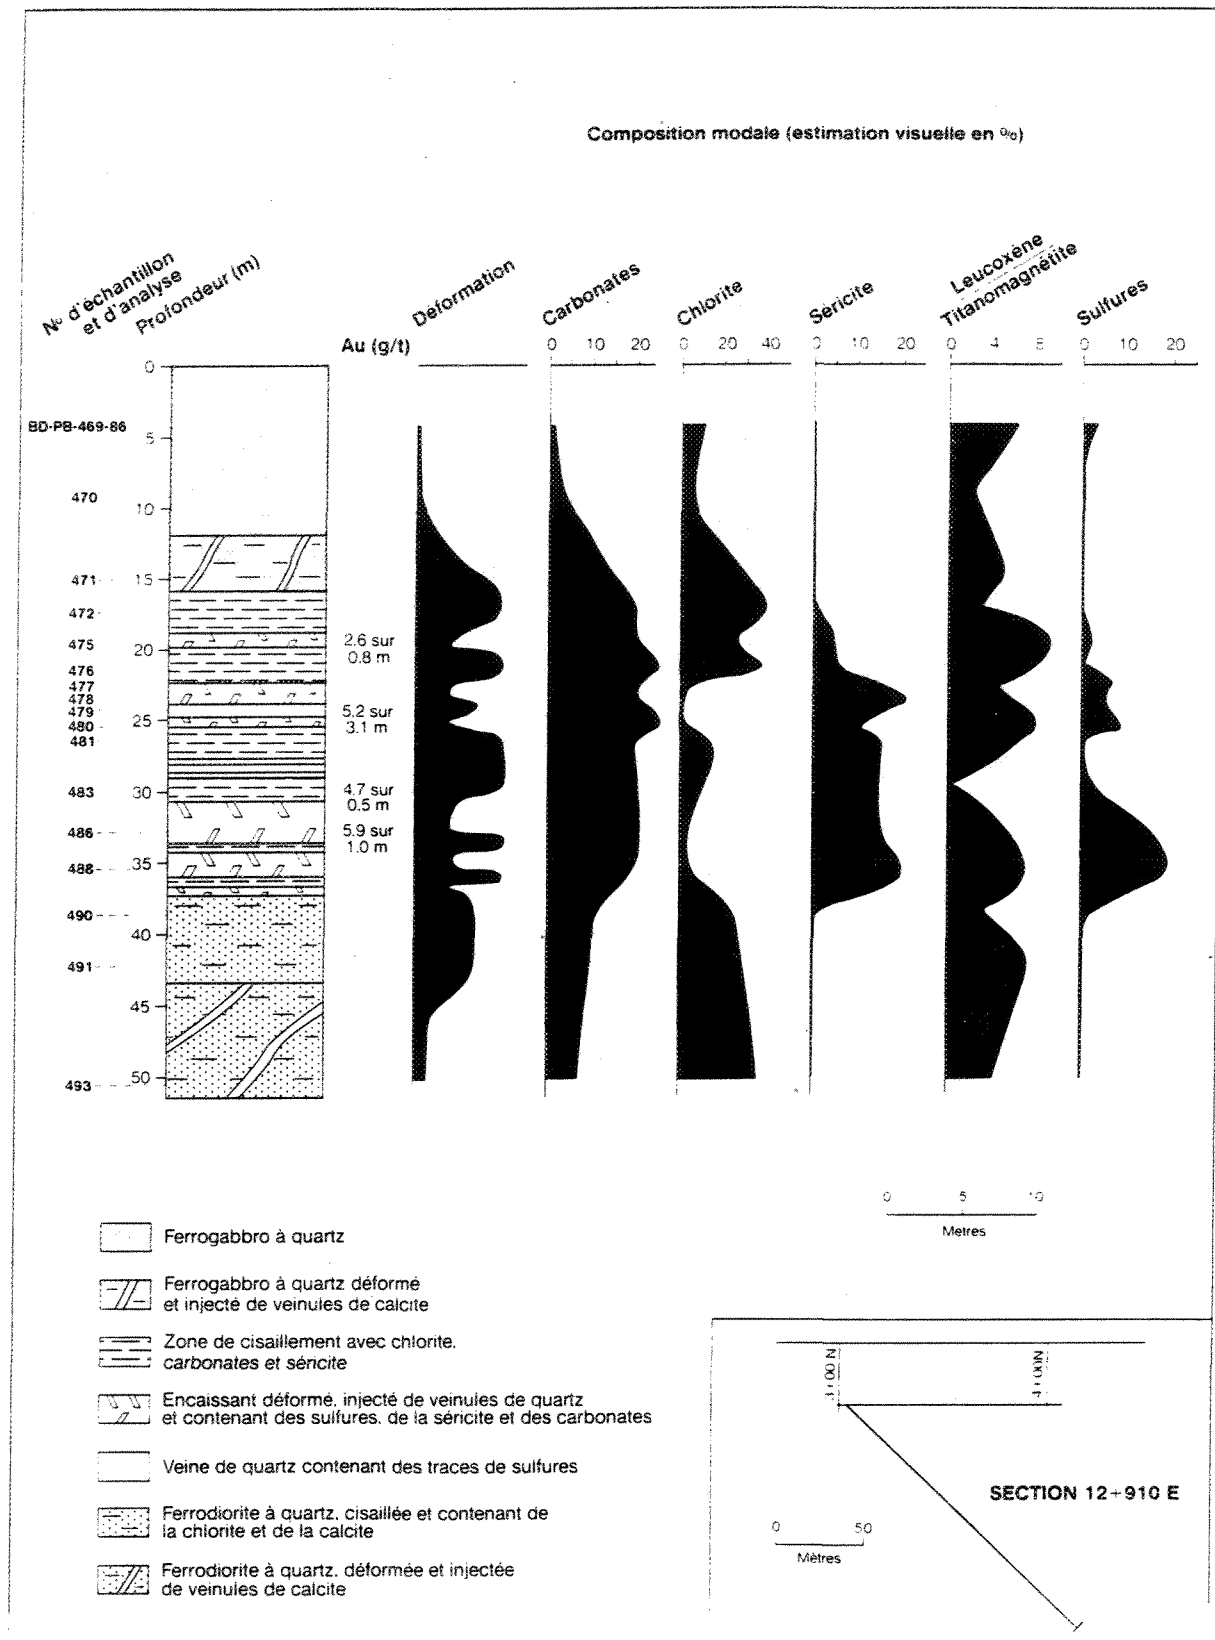 Composition modale (estimation visuelle en %)
No d'échantillon
et d'analyse
Profondeur (m)
Au (g/t)
Déformation
Carbonates
Chlorite
Séricite
Leucoxène
Titanomagnétite
Sulfures
0 10 20
0 20 40
0 10 20
0 4 8
0 10 20
0
BD-PB-469-86
5
470
10
471
15
472
475
20
476
477
478
479
25
480
481
483
30
486
35
488
490
40
491
45
493
50
2.6 sur
0.8 m
5.2 sur
3.1 m
4.7 sur
0.5 m
5.9 sur
1.0 m
0 5 10
Metres
Ferrogabbro à quartz
Ferrogabbro à quartz déformé
et injecté de veinules de calcite
Zone de cisaillement avec chlorite,
carbonates et séricite
Encaissant déformé, injecté de veinules de quartz
et contenant des sulfures, de la séricite et des carbonates
Veine de quartz contenant des traces de sulfures
Ferrodiorite à quartz, cisaillée et contenant de
la chlorite et de la calcite
Ferrodiorite à quartz, déformée et injectée
de veinules de calcite
3+00 N
4+00N
SECTION 12+910 E
0 50
Mètres